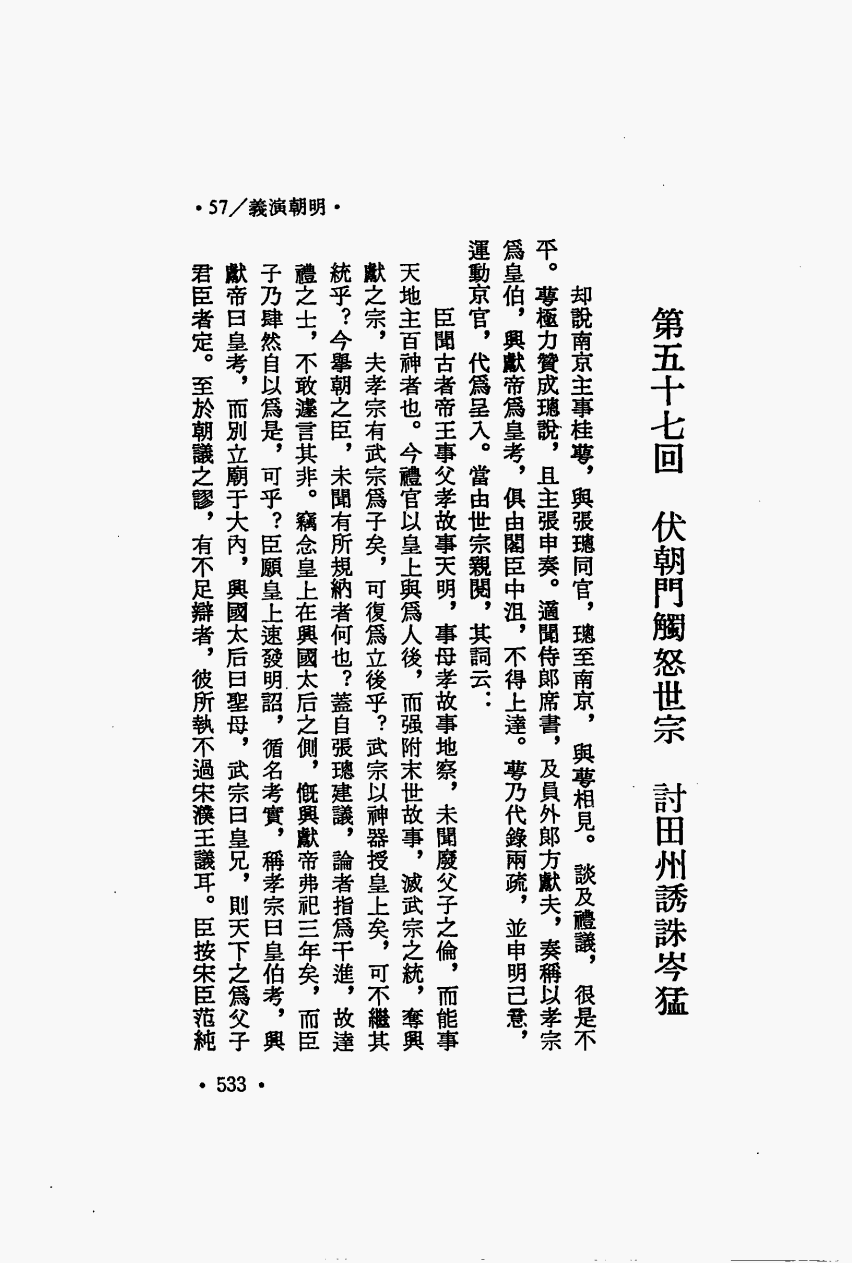 ·57／義演朝明·
第五十七回　伏朝門觸怒世宗　討田州誘誅岑猛
却說南京主事桂萼，與張璁同官，璁至南京，與萼相見。談及禮議，很是不
平。萼極力贊成璁說，且主張申奏。適聞侍郎席書，及員外郎方獻夫，奏稱以孝宗
爲皇伯，興獻帝爲皇考，俱由閣臣中沮，不得上達。萼乃代錄兩疏，並申明己意，
運動京官，代爲呈入。當由世宗親閱，其詞云：
臣聞古者帝王事父孝故事天明，事母孝故事地察，未聞廢父子之倫，而能事
天地主百神者也。今禮官以皇上與爲人後，而强附末世故事，滅武宗之統，奪興
獻之宗，夫孝宗有武宗爲子矣，可復爲立後乎？武宗以神器授皇上矣，可不繼其
統乎？今舉朝之臣，未聞有所規納者何也？蓋自張璁建議，論者指爲干進，故達
禮之士，不敢遽言其非。竊念皇上在興國太后之側，慨興獻帝弗祀三年矣，而臣
子乃肆然自以爲是，可乎？臣願皇上速發明詔，循名考實，稱孝宗曰皇伯考，興
獻帝曰皇考，而別立廟于大內，興國太后曰聖母，武宗曰皇兄，則天下之爲父子
君臣者定。至於朝議之謬，有不足辯者，彼所執不過宋濮王議耳。臣按宋臣范純
·533·